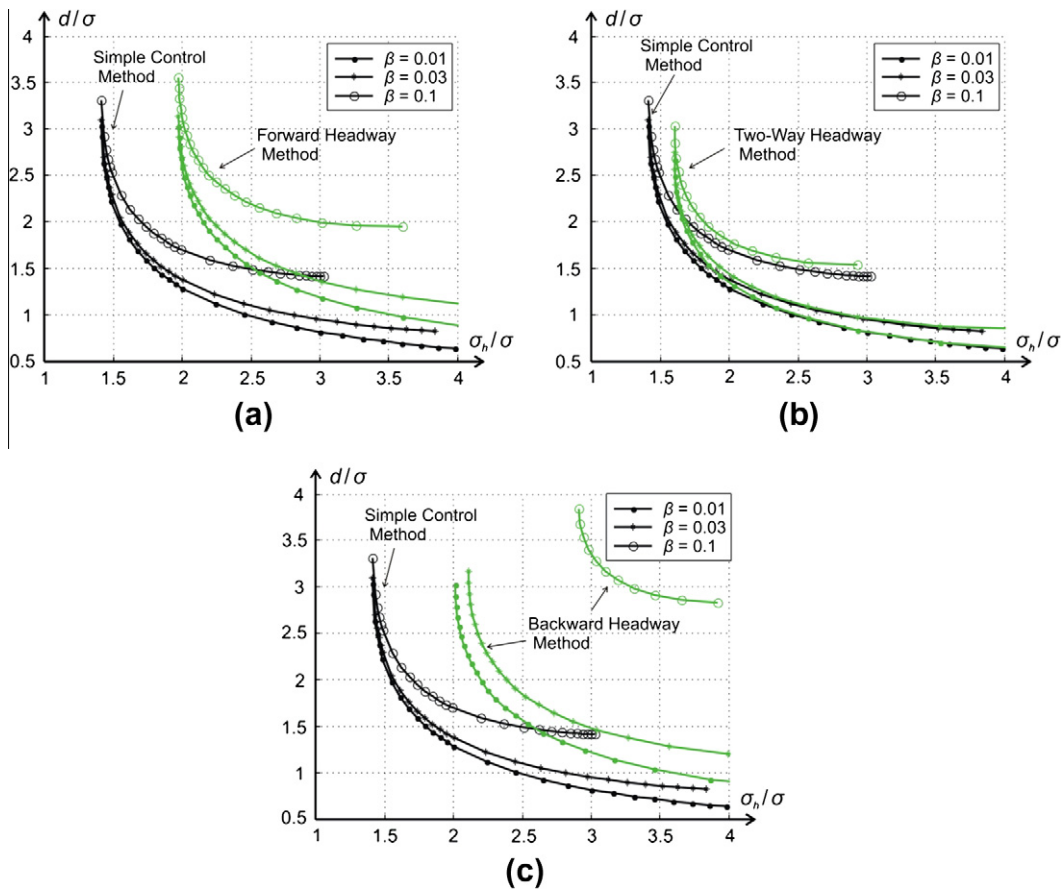 d/σ
4
3.5
3
2.5
2
1.5
1
0.5
Simple Control
Method
Forward Headway
Method
β = 0.01
β = 0.03
β = 0.1
σh/σ
1
1.5
2
2.5
3
3.5
4
(a)
d/σ
4
3.5
3
2.5
2
1.5
1
0.5
Simple Control
Method
Two-Way Headway
Method
β = 0.01
β = 0.03
β = 0.1
σh/σ
1
1.5
2
2.5
3
3.5
4
(b)
d/σ
4
3.5
3
2.5
2
1.5
1
0.5
Simple Control
Method
Backward Headway
Method
β = 0.01
β = 0.03
β = 0.1
σh/σ
1
1.5
2
2.5
3
3.5
4
(c)